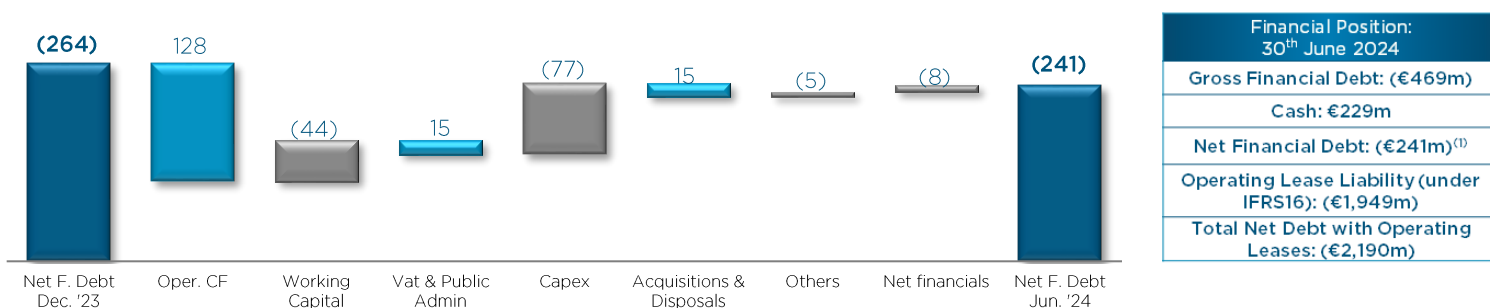 (264)
128
(44)
15
(77)
15
(5)
(8)
(241)
Net F. Debt
Dec. '23
Oper. CF
Working
Capital
Vat & Public
Admin
Capex
Acquisitions &
Disposals
Others
Net financials
Net F. Debt
Jun. '24
Financial Position:
30th June 2024
Gross Financial Debt: (€469m)
Cash: €229m
Net Financial Debt: (€241m)(1)
Operating Lease Liability (under
IFRS16): (€1,949m)
Total Net Debt with Operating
Leases: (€2,190m)